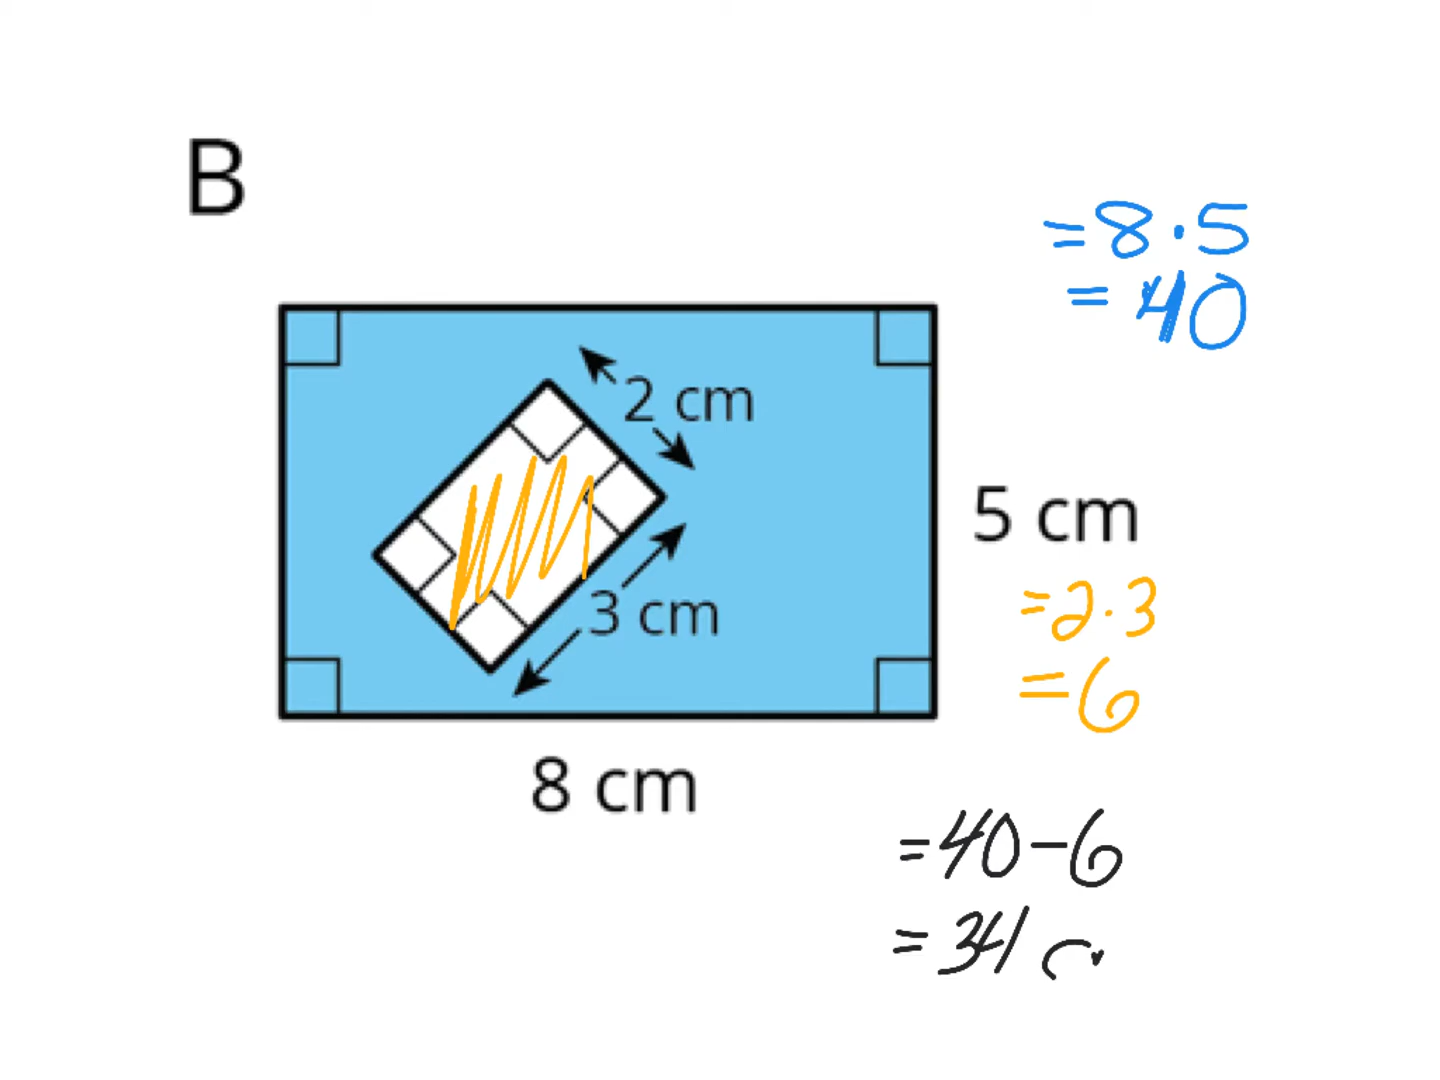 B
= 8 · 5
= 40
2 cm
5 cm
3 cm
= 2 · 3
= 6
8 cm
= 40 - 6
= 34